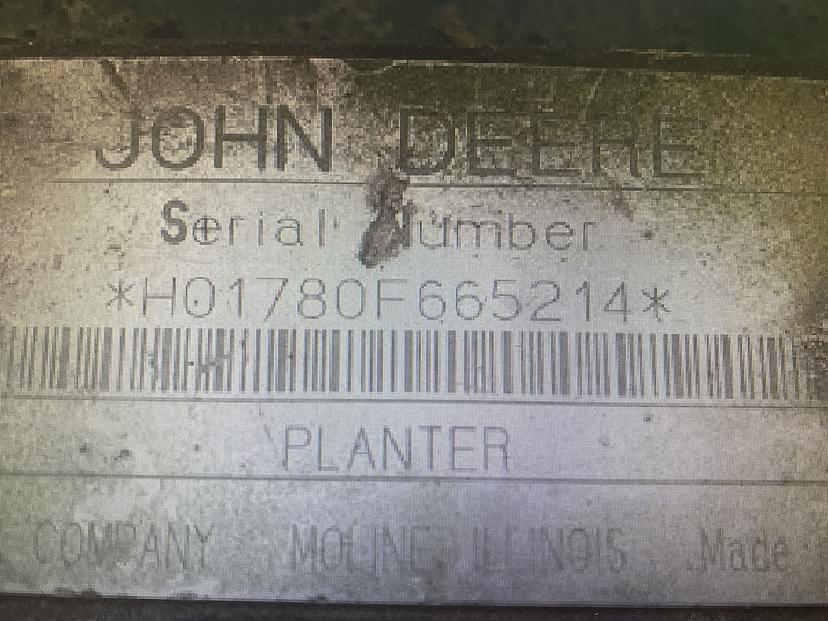 JOHN DEERE
Serial Number
*H01780F665214*
PLANTER
COMPANY MOLINE ILLINOIS Made